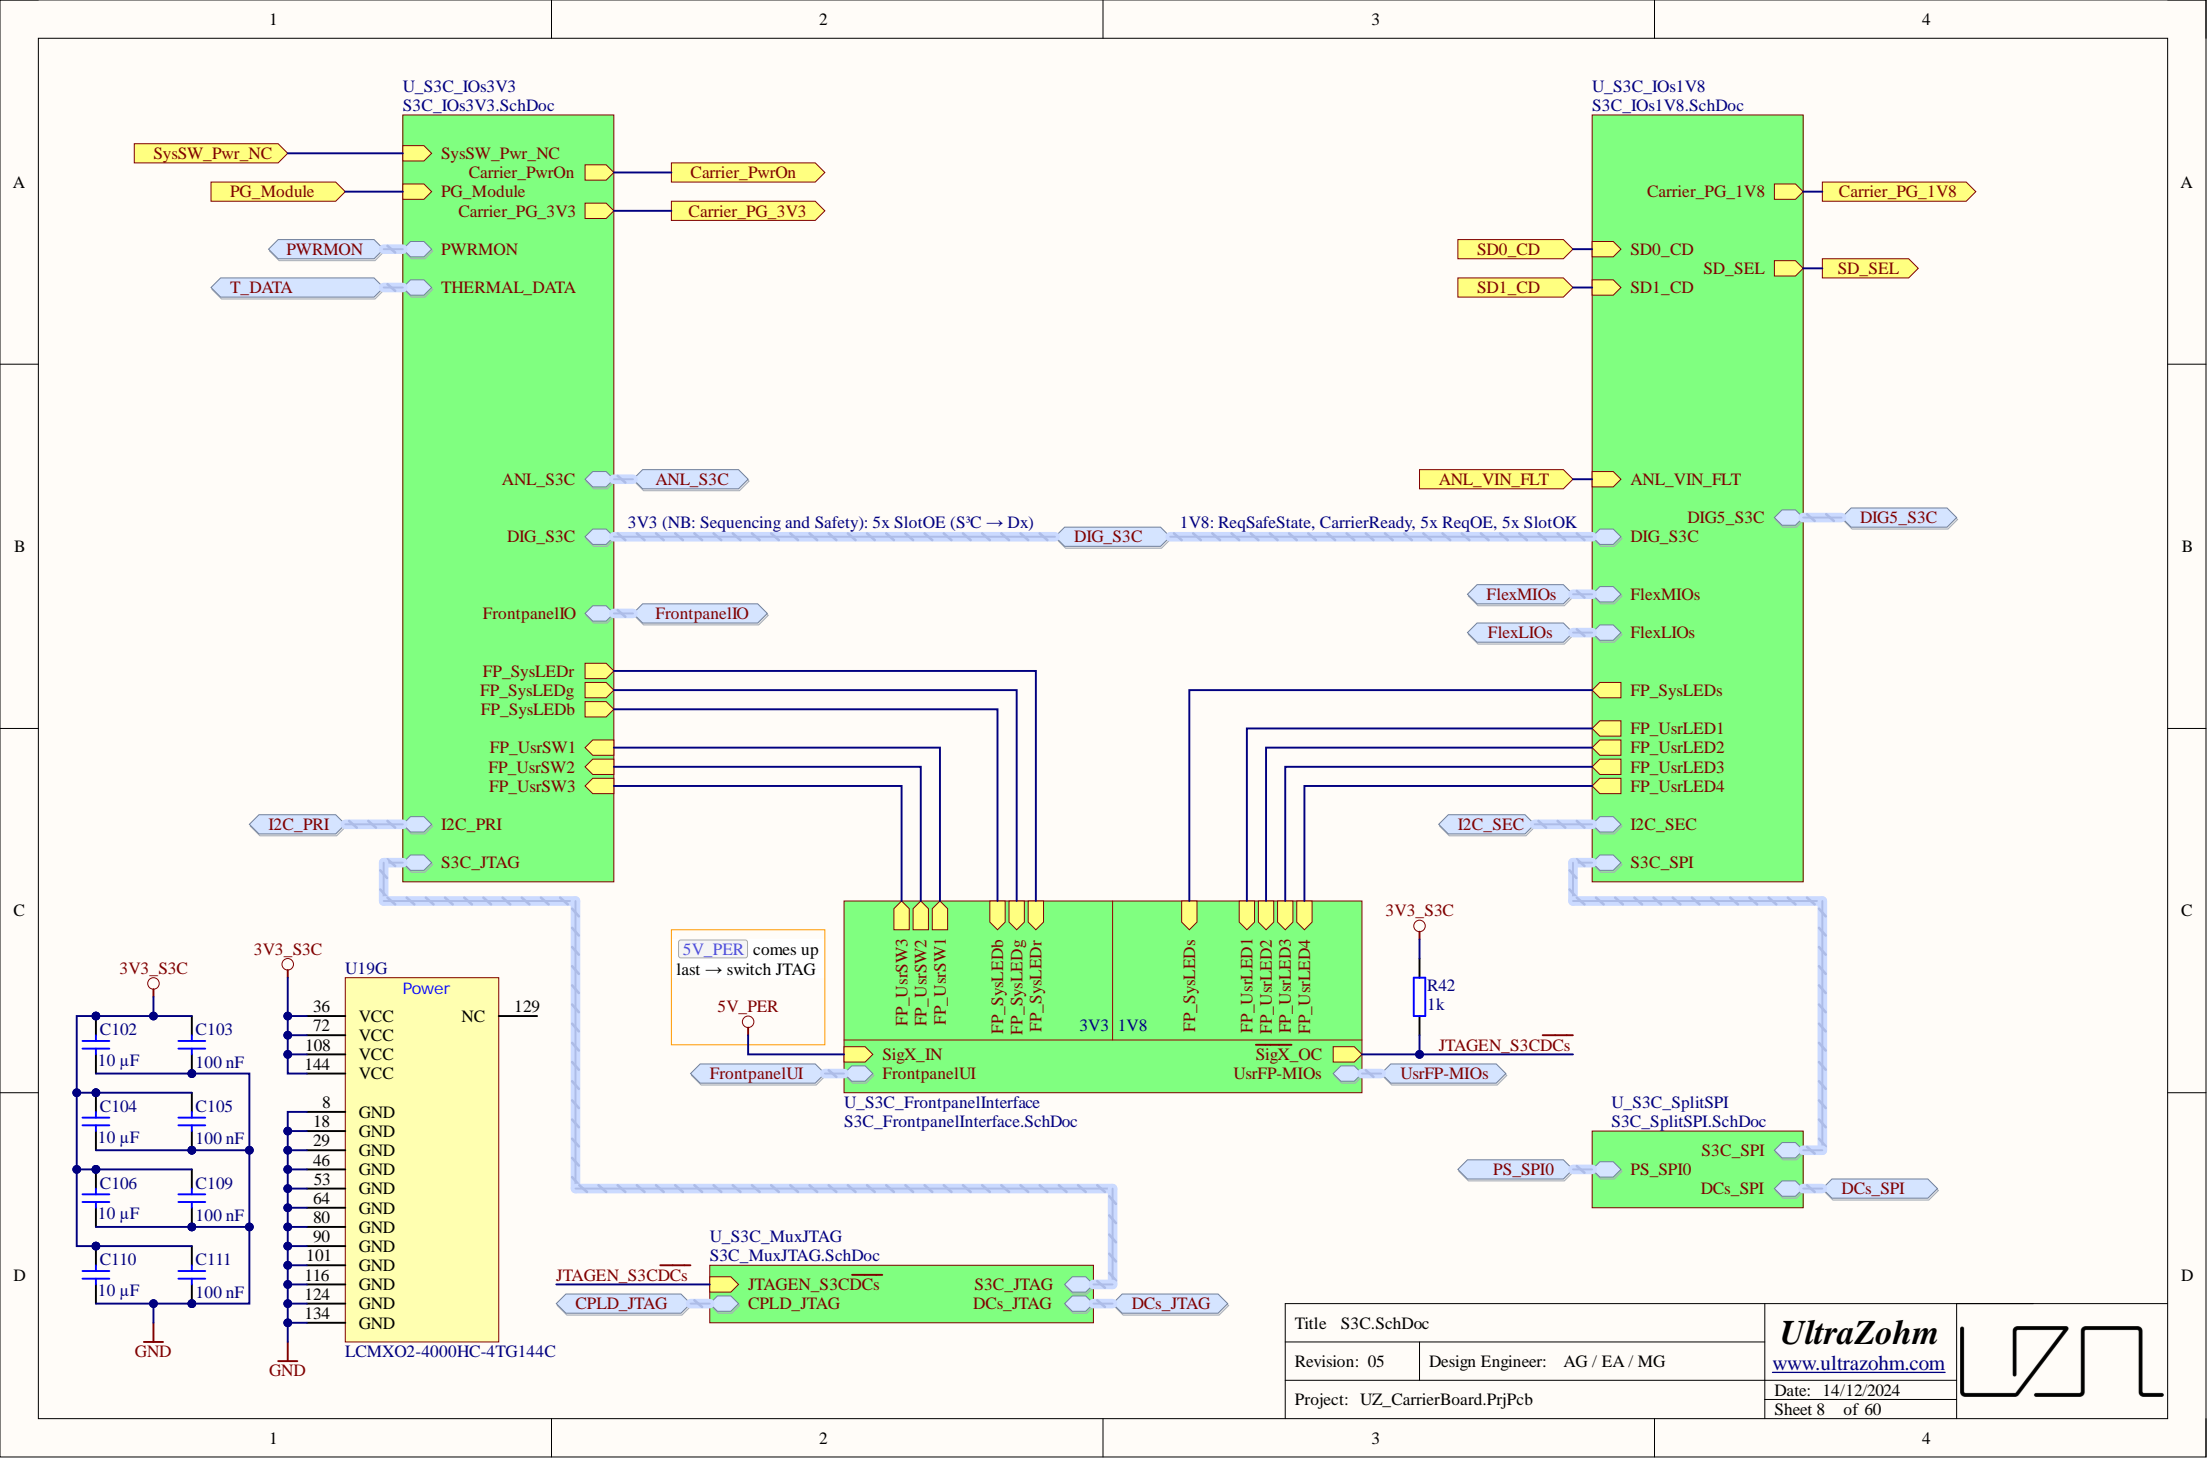 1
2
3
4
A
B
C
D
A
B
C
D
U_S3C_IOs3V3
S3C_IOs3V3.SchDoc
SysSW_Pwr_NC
SysSW_Pwr_NC
Carrier_PwrOn
Carrier_PwrOn
PG_Module
PG_Module
Carrier_PG_3V3
Carrier_PG_3V3
PWRMON
PWRMON
T_DATA
THERMAL_DATA
ANL_S3C
ANL_S3C
DIG_S3C
3V3 (NB: Sequencing and Safety): 5x SlotOE (S³C → Dx)
DIG_S3C
1V8: ReqSafeState, CarrierReady, 5x ReqOE, 5x SlotOK
FrontpanelIO
FrontpanelIO
FP_SysLEDr
FP_SysLEDg
FP_SysLEDb
FP_UsrSW1
FP_UsrSW2
FP_UsrSW3
I2C_PRI
I2C_PRI
S3C_JTAG
U_S3C_IOs1V8
S3C_IOs1V8.SchDoc
Carrier_PG_1V8
Carrier_PG_1V8
SD0_CD
SD0_CD
SD_SEL
SD_SEL
SD1_CD
SD1_CD
ANL_VIN_FLT
ANL_VIN_FLT
DIG5_S3C
DIG5_S3C
DIG_S3C
FlexMIOs
FlexMIOs
FlexLIOs
FlexLIOs
FP_SysLEDs
FP_UsrLED1
FP_UsrLED2
FP_UsrLED3
FP_UsrLED4
I2C_SEC
I2C_SEC
S3C_SPI
5V_PER comes up
last → switch JTAG
5V_PER
FP_UsrSW3
FP_UsrSW2
FP_UsrSW1
FP_SysLEDb
FP_SysLEDg
FP_SysLEDr
3V3
1V8
FP_SysLEDs
FP_UsrLED1
FP_UsrLED2
FP_UsrLED3
FP_UsrLED4
SigX_IN
SigX_OC
FrontpanelUI
FrontpanelUI
UsrFP-MIOs
UsrFP-MIOs
U_S3C_FrontpanelInterface
S3C_FrontpanelInterface.SchDoc
3V3_S3C
R42
1k
JTAGEN_S3CDCs
3V3_S3C
C102
10 µF
C103
100 nF
C104
10 µF
C105
100 nF
C106
10 µF
C109
100 nF
C110
10 µF
C111
100 nF
GND
3V3_S3C
U19G
Power
36 VCC
72 VCC
108 VCC
144 VCC
NC 129
8 GND
18 GND
29 GND
46 GND
53 GND
64 GND
80 GND
90 GND
101 GND
116 GND
124 GND
134 GND
LCMXO2-4000HC-4TG144C
GND
U_S3C_MuxJTAG
S3C_MuxJTAG.SchDoc
JTAGEN_S3CDCs
JTAGEN_S3CDCs
S3C_JTAG
CPLD_JTAG
CPLD_JTAG
DCs_JTAG
DCs_JTAG
U_S3C_SplitSPI
S3C_SplitSPI.SchDoc
S3C_SPI
PS_SPI0
PS_SPI0
DCs_SPI
DCs_SPI
Title S3C.SchDoc
Revision: 05
Design Engineer: AG / EA / MG
Project: UZ_CarrierBoard.PrjPcb
UltraZohm
www.ultrazohm.com
Date: 14/12/2024
Sheet 8 of 60
1
2
3
4